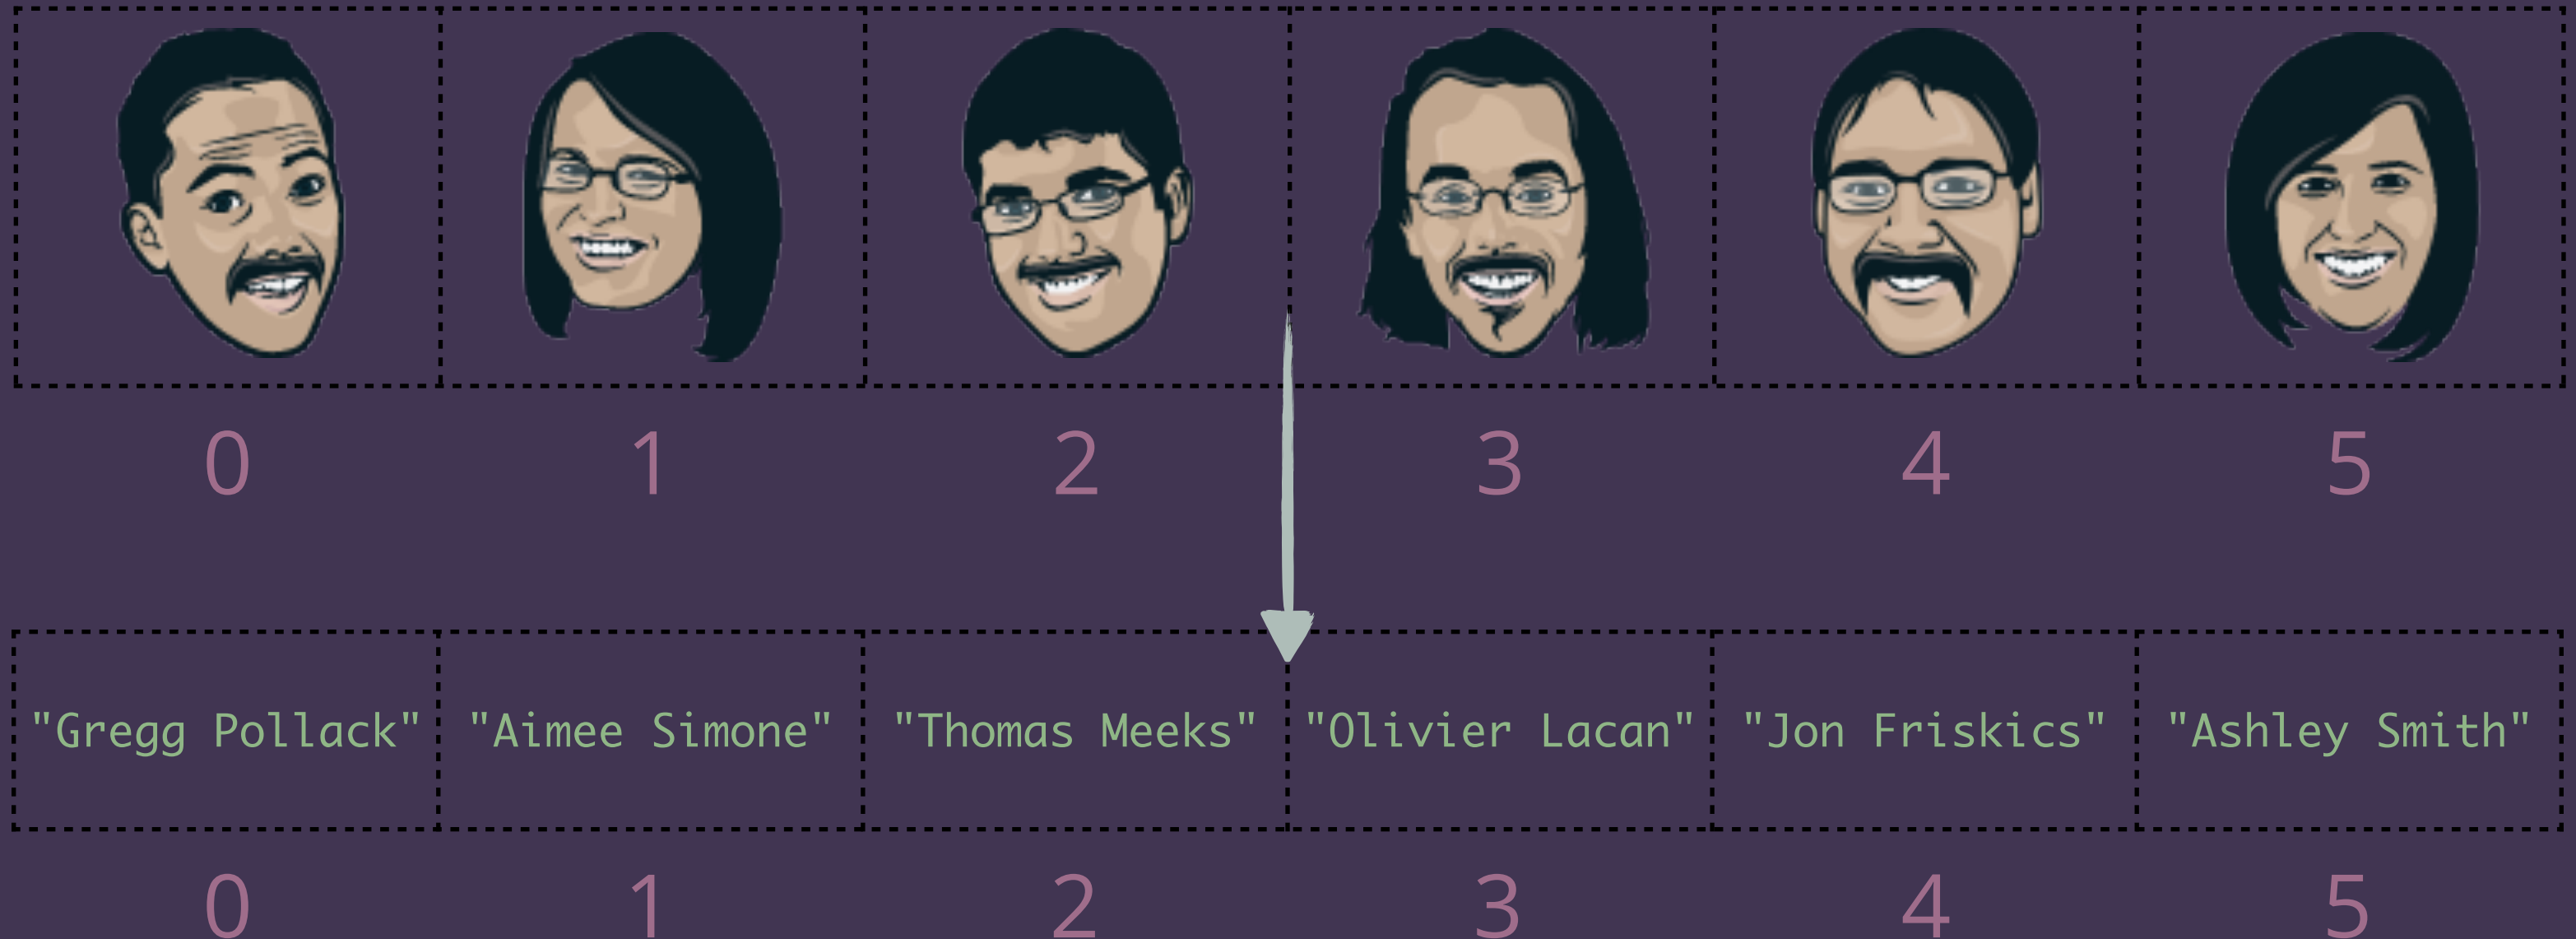 0 1 2 3 4 5
"Gregg Pollack" "Aimee Simone" "Thomas Meeks" "Olivier Lacan" "Jon Friskics" "Ashley Smith"
0 1 2 3 4 5